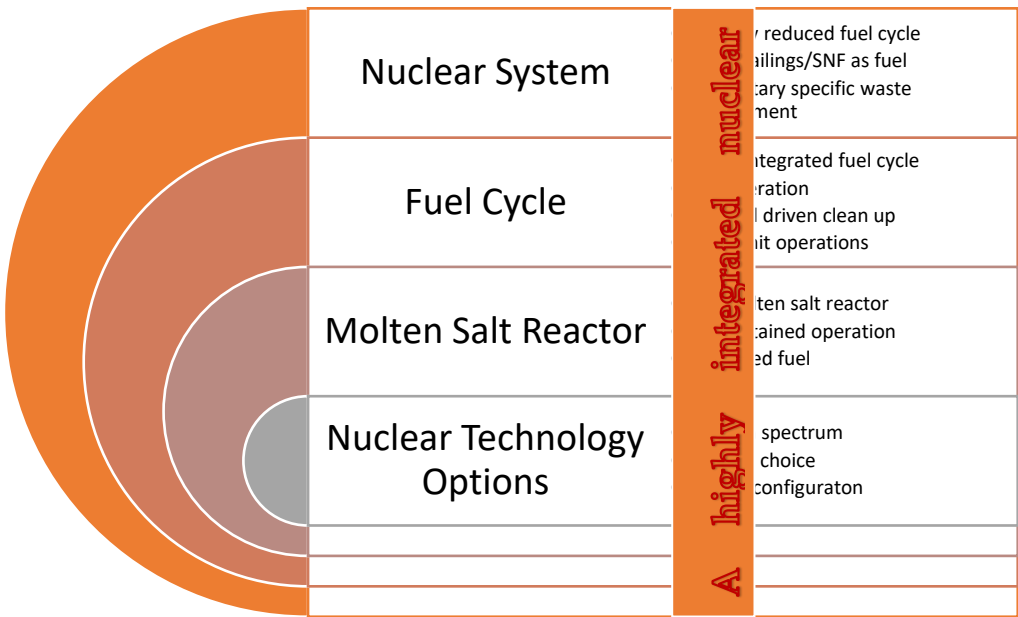 Nuclear System
reduced fuel cycle
ailings/SNF as fuel
tary specific waste
ment
Fuel Cycle
ntegrated fuel cycle
eration
driven clean up
it operations
Molten Salt Reactor
lten salt reactor
tained operation
ed fuel
Nuclear Technology
Options
spectrum
choice
configuraton
A highly integrated nuclear